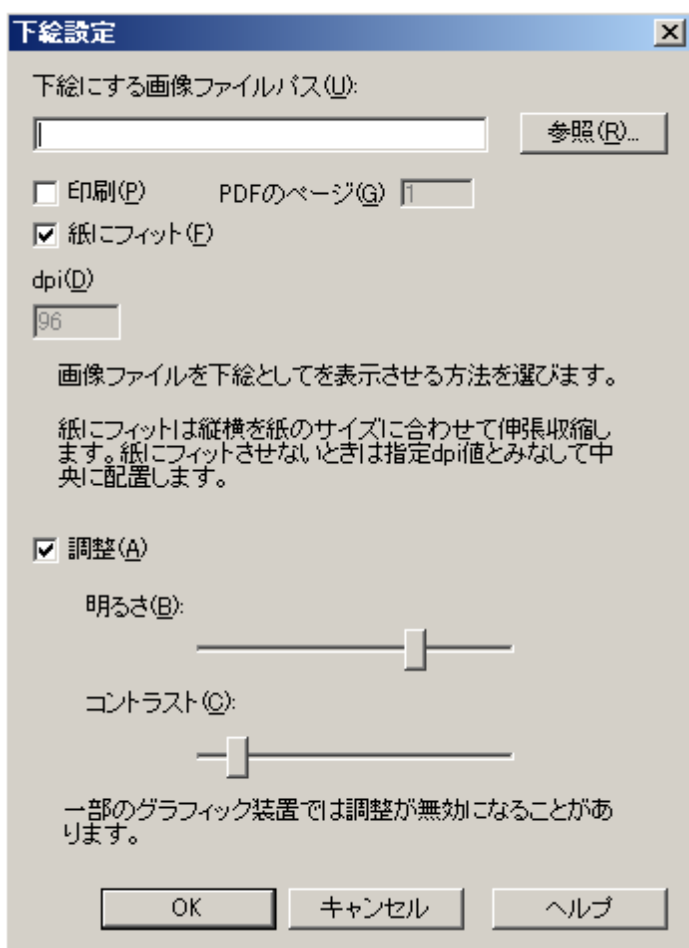 下絵設定
下絵にする画像ファイルパス(U):
参照(R)...
印刷(P) PDFのページ(G) 1
紙にフィット(F)
dpi(D)
96
画像ファイルを下絵としてを表示させる方法を選びます。
紙にフィットは縦横を紙のサイズに合わせて伸張収縮し
ます。紙にフィットさせないときは指定dpi値とみなして中
央に配置します。
調整(A)
明るさ(B):
コントラスト(C):
一部のグラフィック装置では調整が無効になることがあ
ります。
OK キャンセル ヘルプ